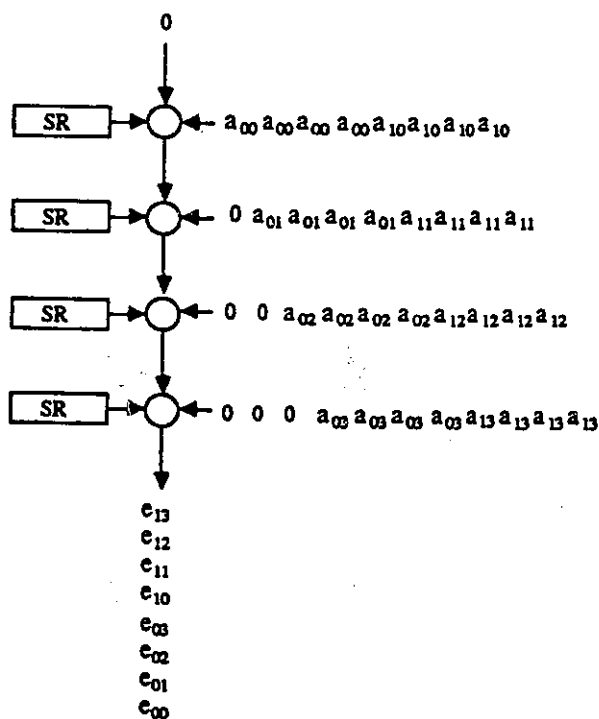 0
SR a₀₀ a₀₀ a₀₀ a₀₀ a₁₀ a₁₀ a₁₀ a₁₀
SR 0 a₀₁ a₀₁ a₀₁ a₀₁ a₁₁ a₁₁ a₁₁ a₁₁
SR 0 0 a₀₂ a₀₂ a₀₂ a₀₂ a₁₂ a₁₂ a₁₂ a₁₂
SR 0 0 0 a₀₃ a₀₃ a₀₃ a₀₃ a₁₃ a₁₃ a₁₃ a₁₃
e₁₃
e₁₂
e₁₁
e₁₀
e₀₃
e₀₂
e₀₁
e₀₀